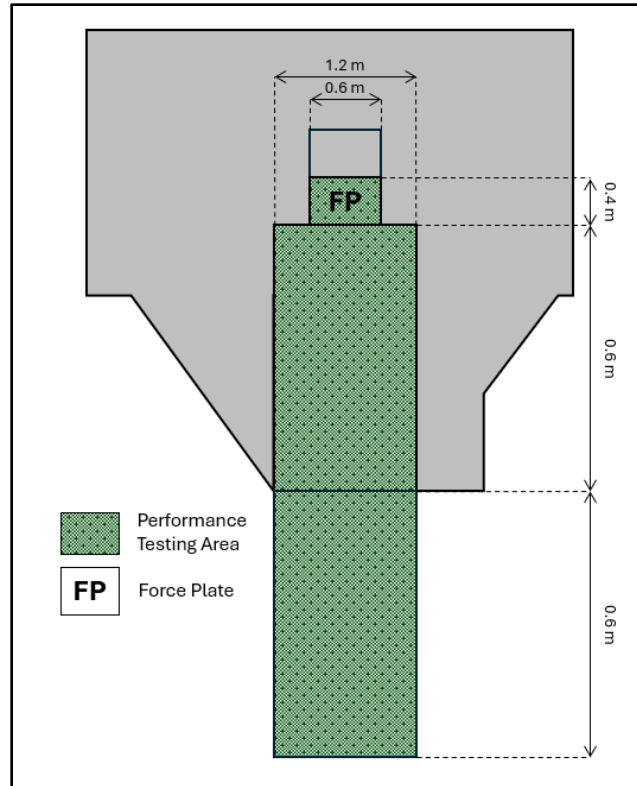 1.2 m
0.6 m
FP
0.4 m
0.6 m
0.6 m
Performance
Testing Area
FP
Force Plate